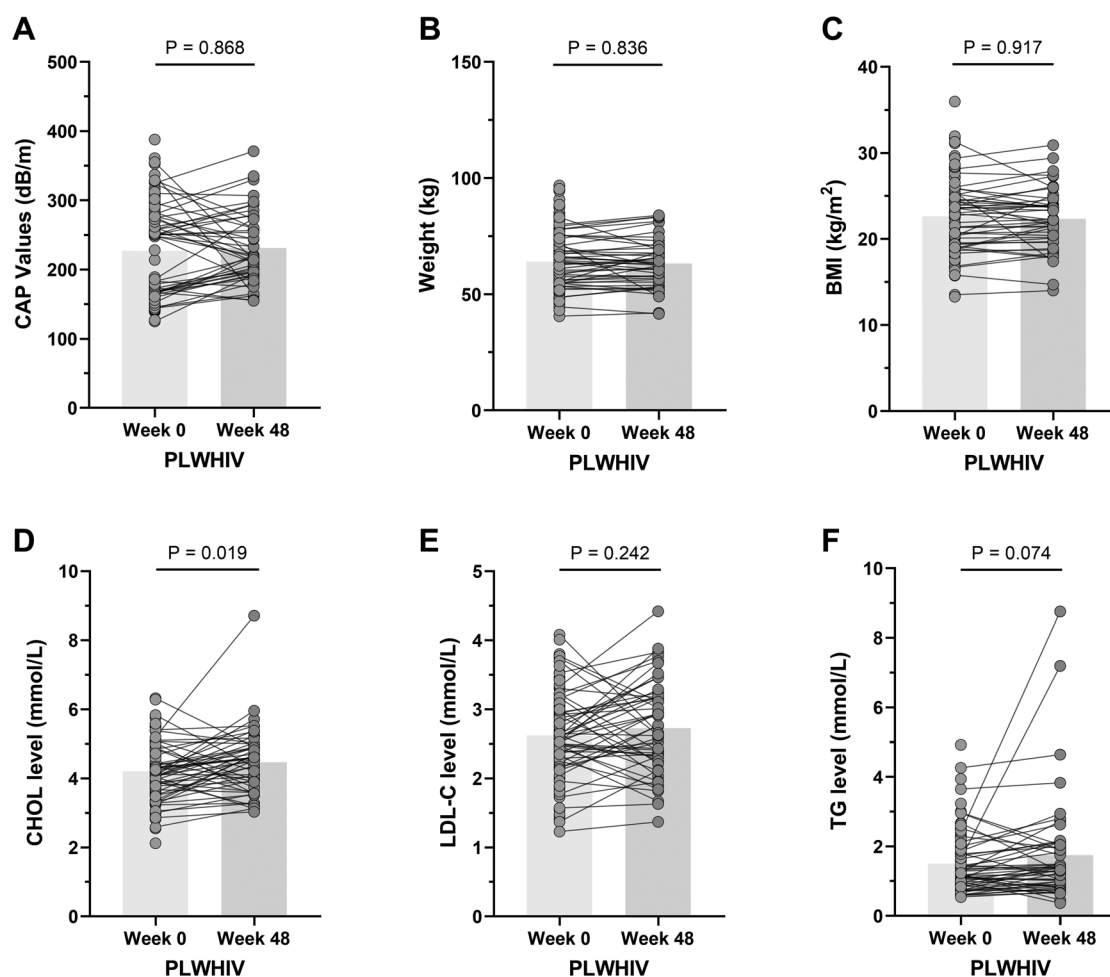 A
P = 0.868
CAP Values (dB/m)
500
400
300
200
100
0
Week 0 Week 48
PLWHIV
B
P = 0.836
Weight (kg)
150
100
50
0
Week 0 Week 48
PLWHIV
C
P = 0.917
BMI (kg/m²)
40
30
20
10
0
Week 0 Week 48
PLWHIV
D
P = 0.019
CHOL level (mmol/L)
10
8
6
4
2
0
Week 0 Week 48
PLWHIV
E
P = 0.242
LDL-C level (mmol/L)
5
4
3
2
1
0
Week 0 Week 48
PLWHIV
F
P = 0.074
TG level (mmol/L)
10
8
6
4
2
0
Week 0 Week 48
PLWHIV